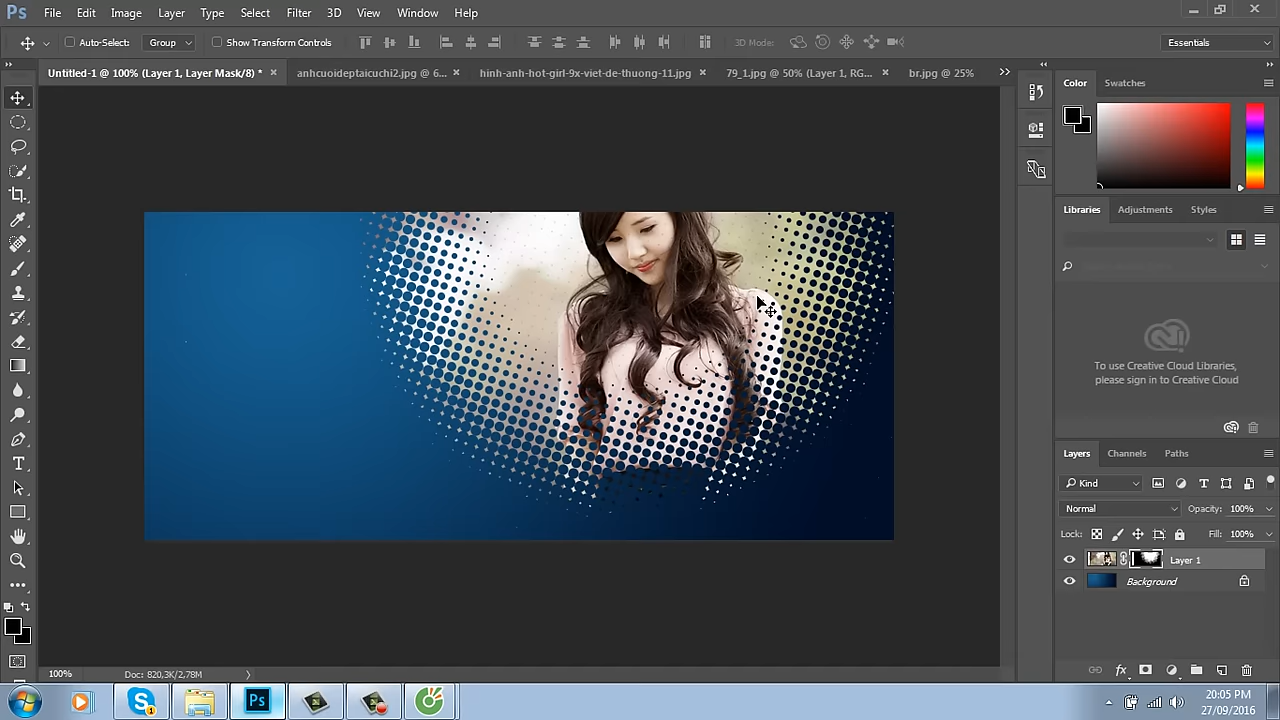 Ps File Edit Image Layer Type Select Filter 3D View Window Help
Auto-Select: Group Show Transform Controls 3D Mode: Essentials
Untitled-1 @ 100% (Layer 1, Layer Mask/8) * × anhcuoideptaicuchi2.jpg @ 6... × hinh-anh-hot-girl-9x-viet-de-thuong-11.jpg × 79_1.jpg @ 50% (Layer 1, RG... × br.jpg @ 25%
Color Swatches
Libraries Adjustments Styles
To use Creative Cloud Libraries,
please sign in to Creative Cloud
Layers Channels Paths
Kind
Normal Opacity: 100%
Lock: Fill: 100%
Layer 1
Background
100% Doc: 820,3K/2,78M
Ps
20:05 PM
27/09/2016